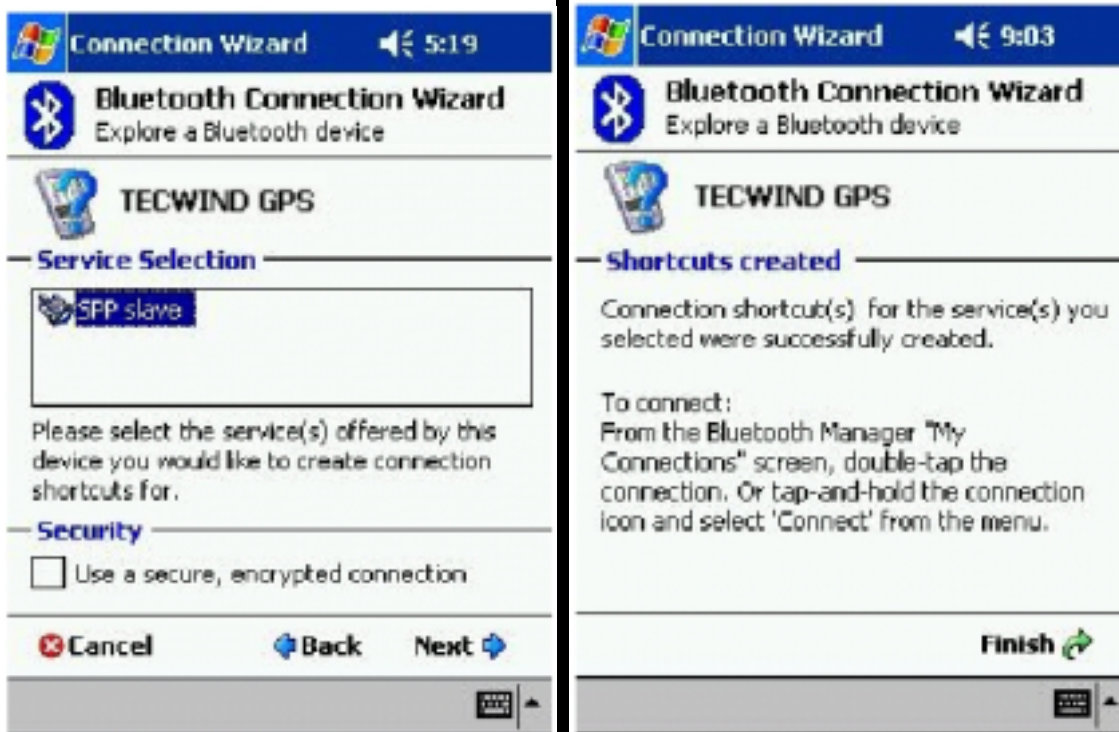 Connection Wizard 5:19
Bluetooth Connection Wizard
Explore a Bluetooth device
TECWIND GPS
Service Selection
SPP slave
Please select the service(s) offered by this
device you would like to create connection
shortcuts for.
Security
Use a secure, encrypted connection
Cancel Back Next
Connection Wizard 9:03
Bluetooth Connection Wizard
Explore a Bluetooth device
TECWIND GPS
Shortcuts created
Connection shortcut(s) for the service(s) you
selected were successfully created.
To connect:
From the Bluetooth Manager "My
Connections" screen, double-tap the
connection. Or tap-and-hold the connection
icon and select 'Connect' from the menu.
Finish